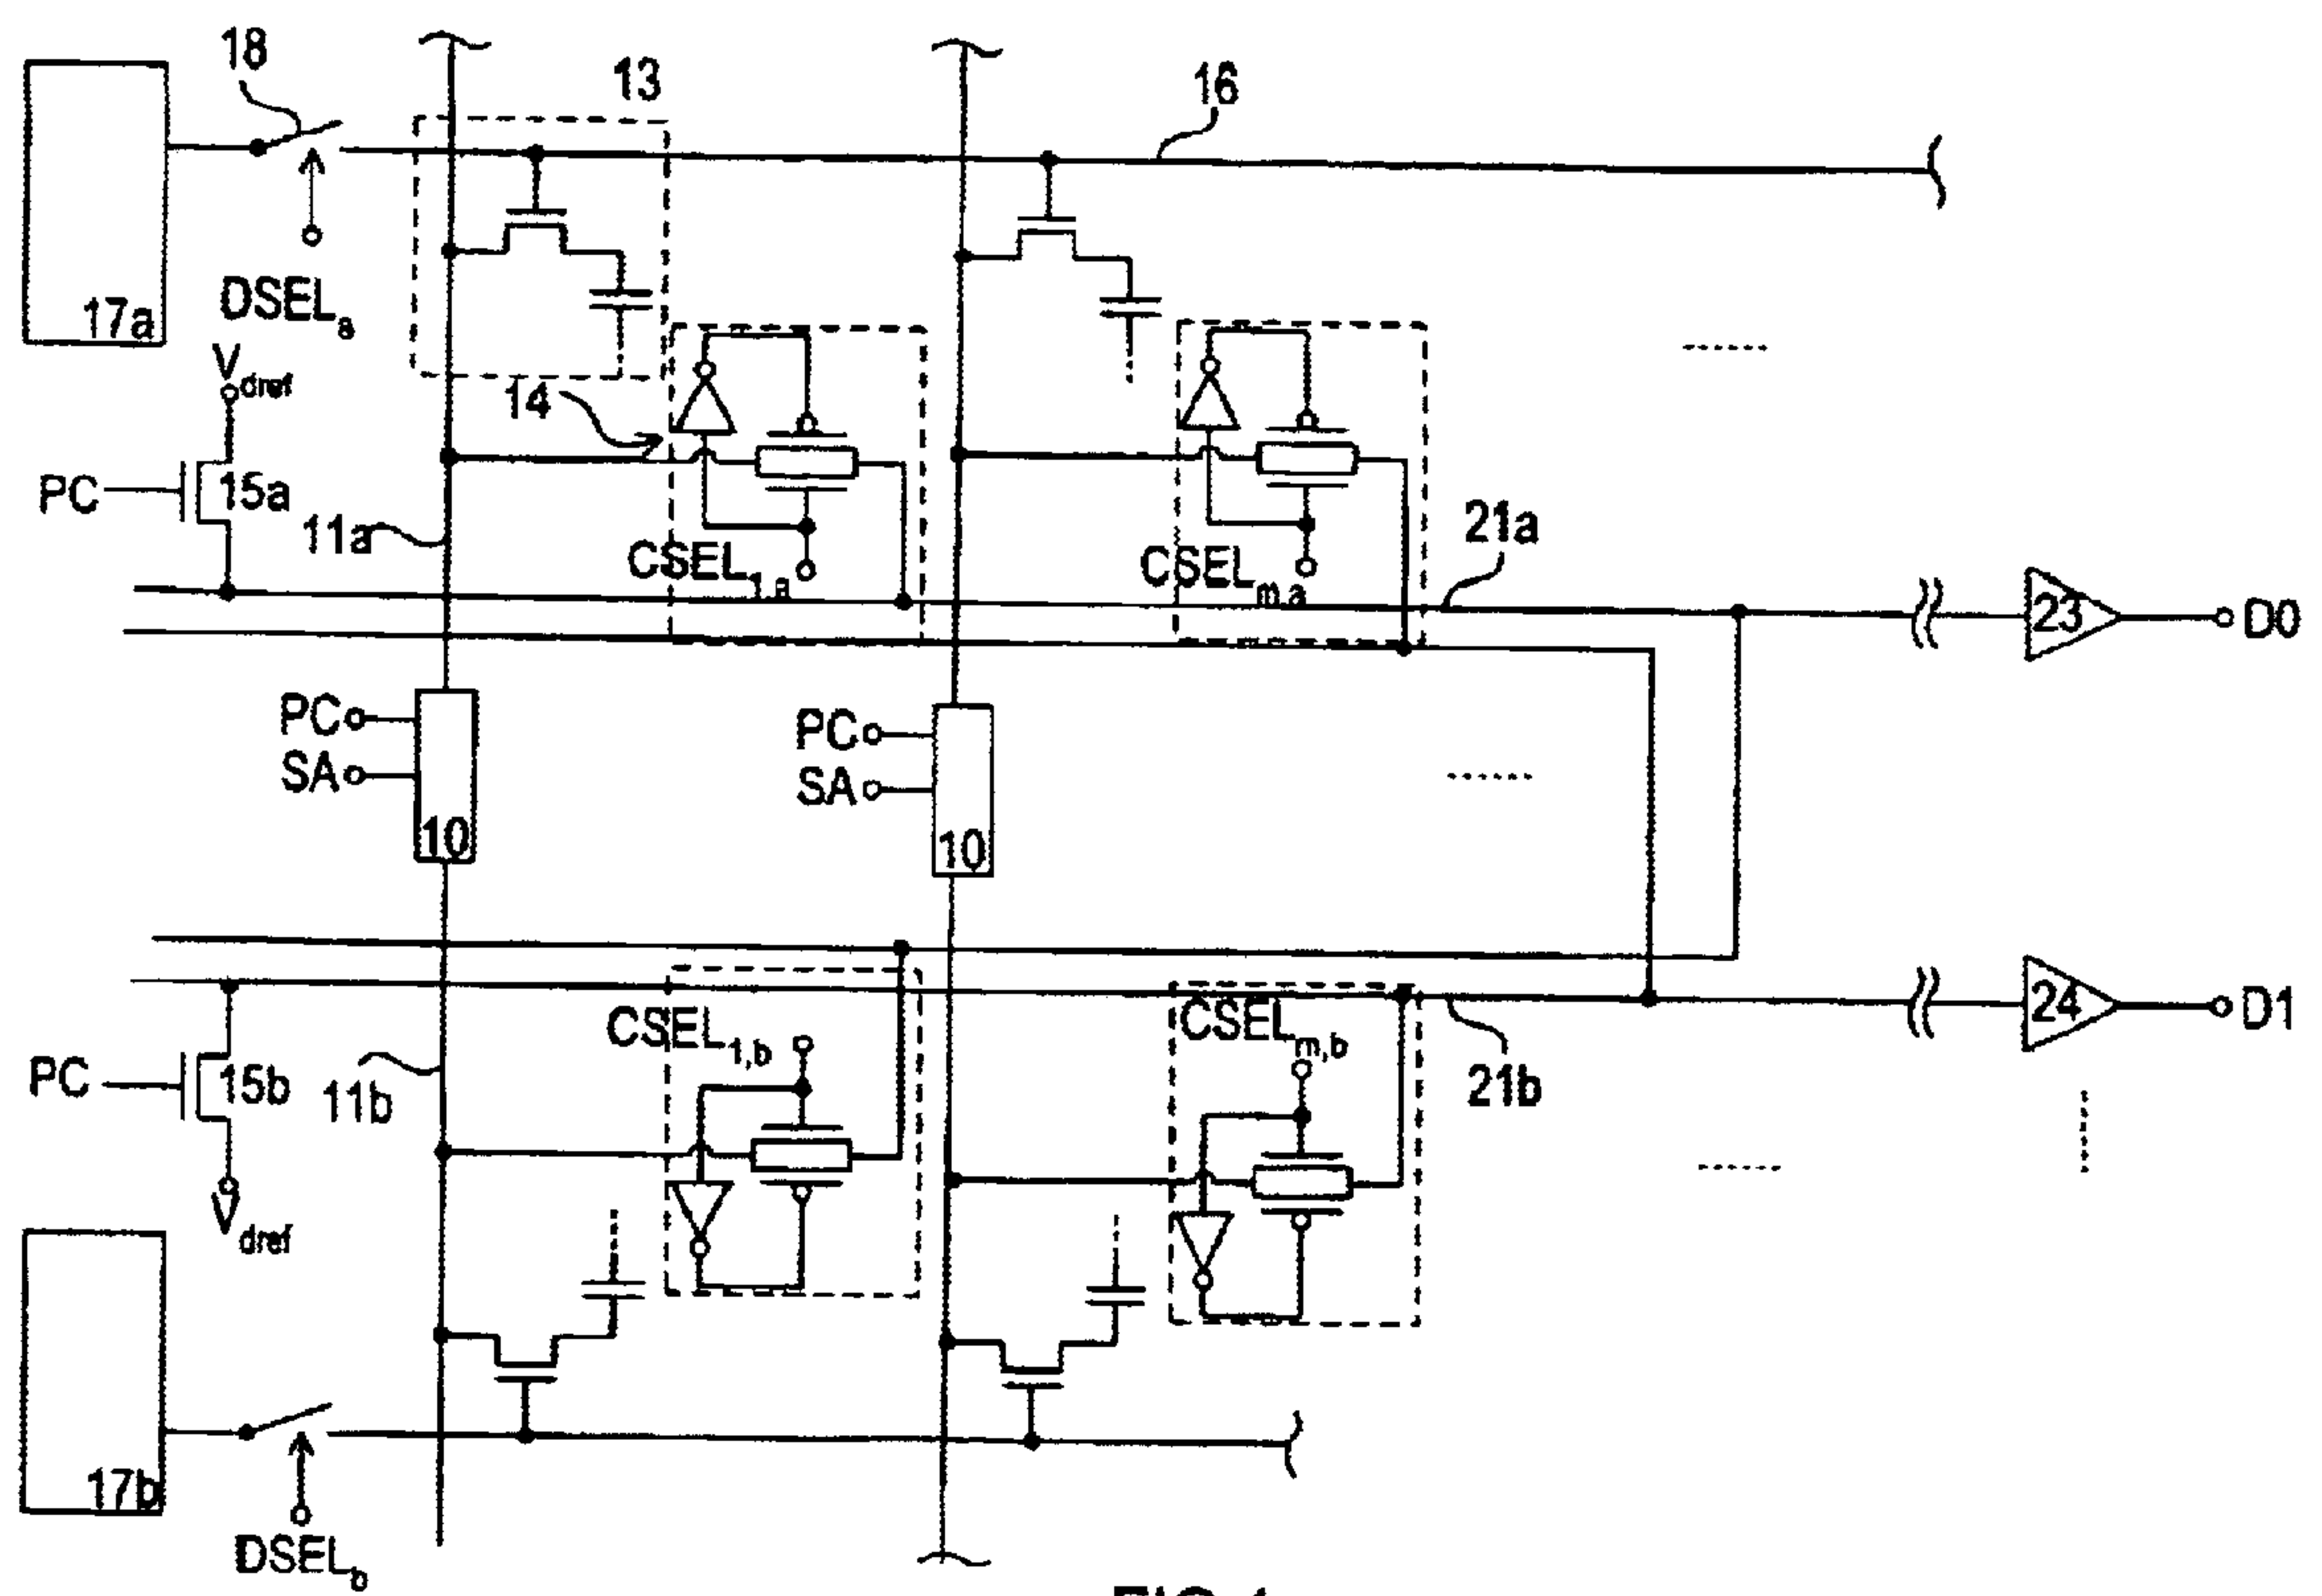 18
13
16
17a
DSELa
Vdref
14
PC
15a
11a
CSEL1,a
CSELm,a
21a
23
D0
PC
SA
10
PC
SA
10
CSEL1,b
CSELm,b
24
D1
PC
15b
11b
21b
Vdref
17b
DSELb